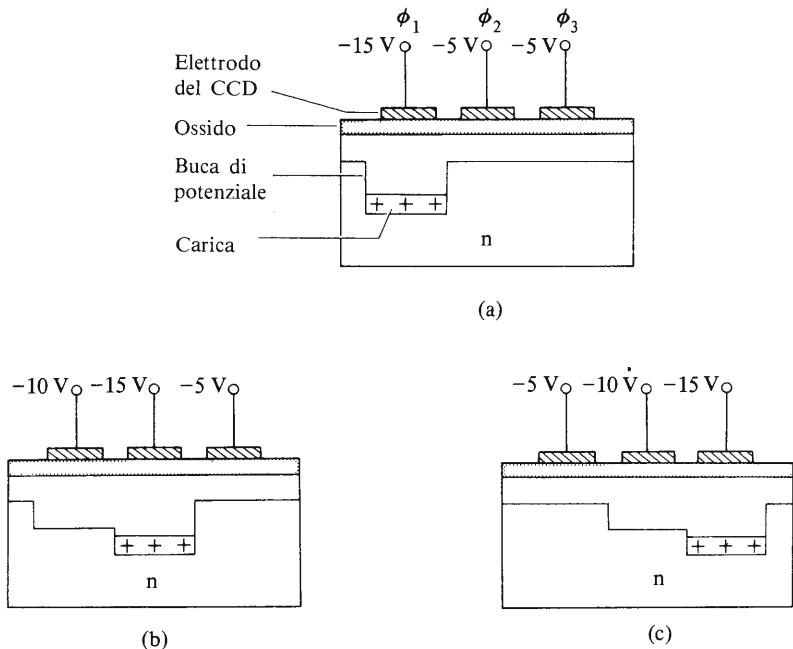 ϕ1 ϕ2 ϕ3
−15 V −5 V −5 V
Elettrodo
del CCD
Ossido
Buca di
potenziale
+ + +
Carica
n
(a)
−10 V −15 V −5 V
+ + +
n
(b)
−5 V −10 V −15 V
+ + +
n
(c)